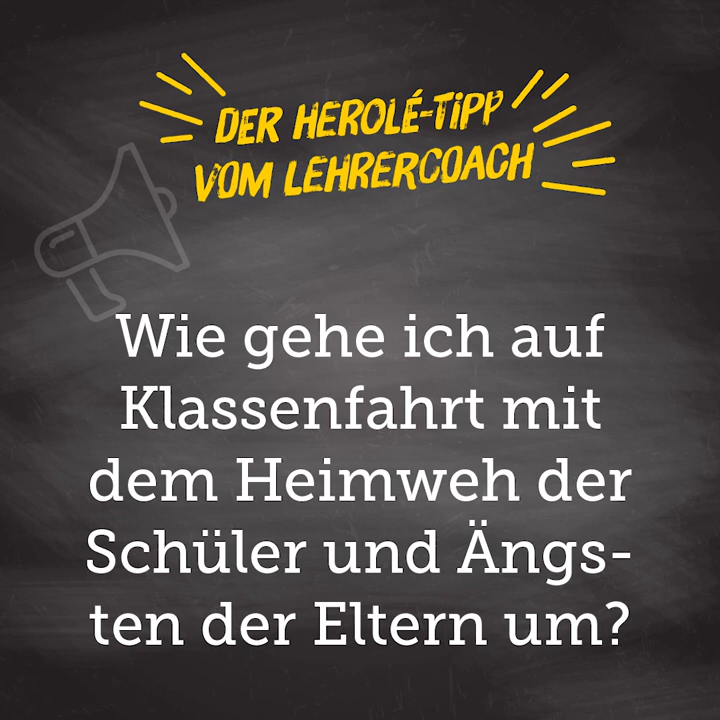 DER HEROLÉ-TiPP
VOM LEHRERCOACH
Wie gehe ich auf
Klassenfahrt mit
dem Heimweh der
Schüler und Ängs-
ten der Eltern um?